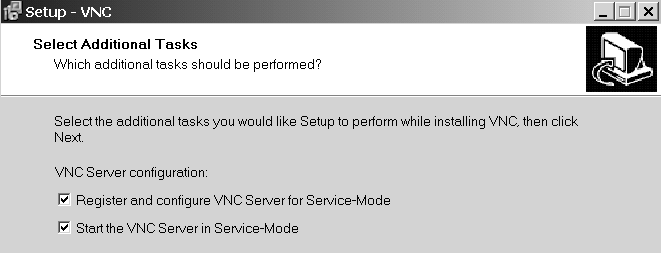 Setup - VNC
Select Additional Tasks
Which additional tasks should be performed?
Select the additional tasks you would like Setup to perform while installing VNC, then click
Next.
VNC Server configuration:
Register and configure VNC Server for Service-Mode
Start the VNC Server in Service-Mode